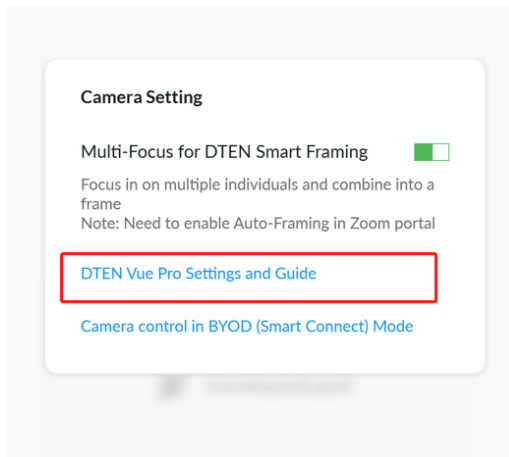 Camera Setting
Multi-Focus for DTEN Smart Framing
Focus in on multiple individuals and combine into a
frame
Note: Need to enable Auto-Framing in Zoom portal
DTEN Vue Pro Settings and Guide
Camera control in BYOD (Smart Connect) Mode